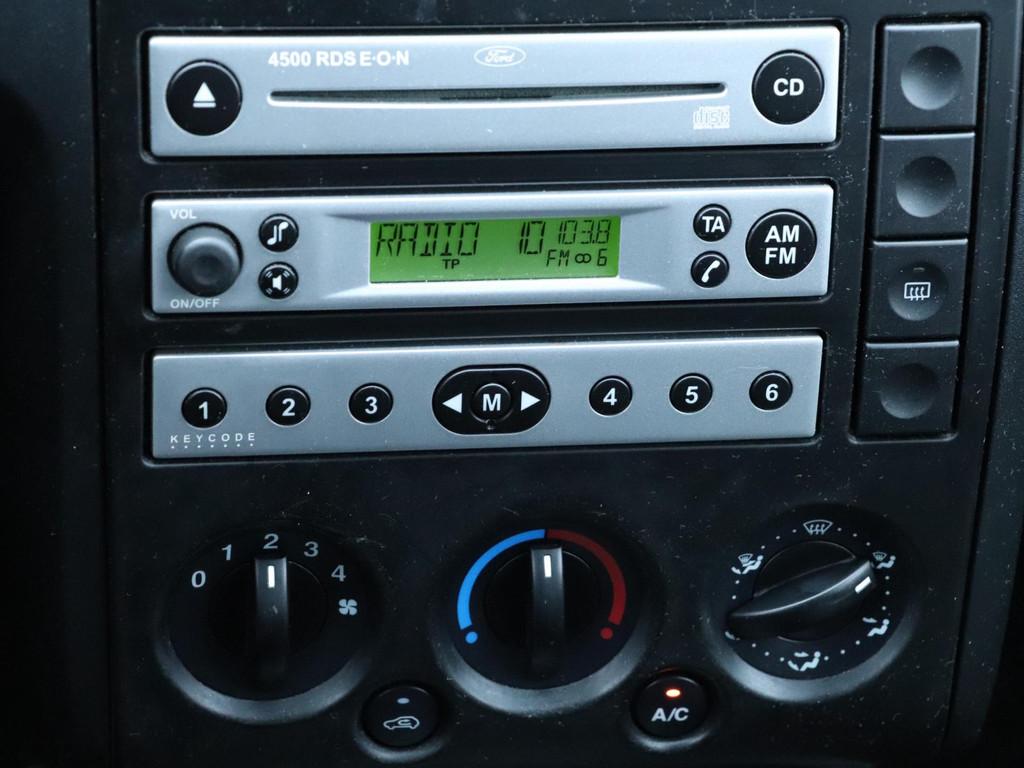 4500 RDS E·O·N
Ford
CD
disc
VOL
RADIO 10 103.8
TP FM 6
TA
AM
FM
ON/OFF
1 2 3 M 4 5 6
KEYCODE
0 1 2 3 4
A/C